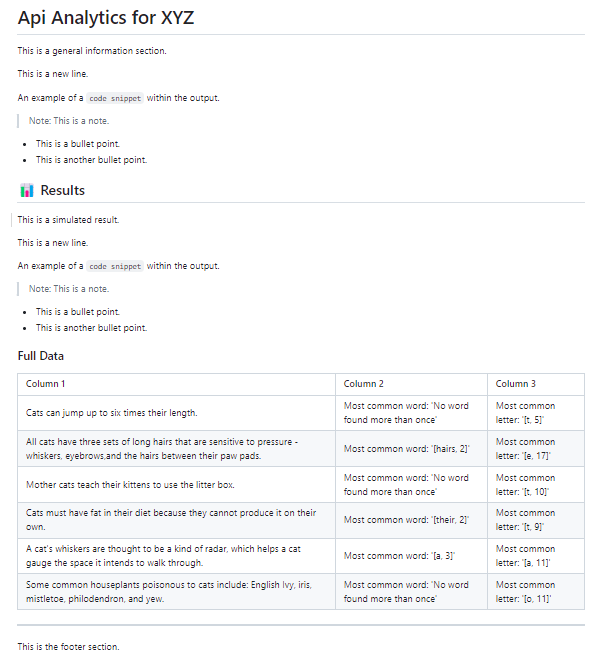 Api Analytics for XYZ
This is a general information section.
This is a new line.
An example of a code snippet within the output.
Note: This is a note.
• This is a bullet point.
• This is another bullet point.
Results
This is a simulated result.
This is a new line.
An example of a code snippet within the output.
Note: This is a note.
• This is a bullet point.
• This is another bullet point.
Full Data
Column 1 Column 2 Column 3
Cats can jump up to six times their length.
Most common word: 'No word
found more than once'
Most common
letter: '[t, 5]'
All cats have three sets of long hairs that are sensitive to pressure -
whiskers, eyebrows,and the hairs between their paw pads.
Most common word: '[hairs, 2]'
Most common
letter: '[e, 17]'
Mother cats teach their kittens to use the litter box.
Most common word: 'No word
found more than once'
Most common
letter: '[t, 10]'
Cats must have fat in their diet because they cannot produce it on their
own.
Most common word: '[their, 2]'
Most common
letter: '[t, 9]'
A cat's whiskers are thought to be a kind of radar, which helps a cat
gauge the space it intends to walk through.
Most common word: '[a, 3]'
Most common
letter: '[a, 11]'
Some common houseplants poisonous to cats include: English Ivy, iris,
mistletoe, philodendron, and yew.
Most common word: 'No word
found more than once'
Most common
letter: '[o, 11]'
This is the footer section.